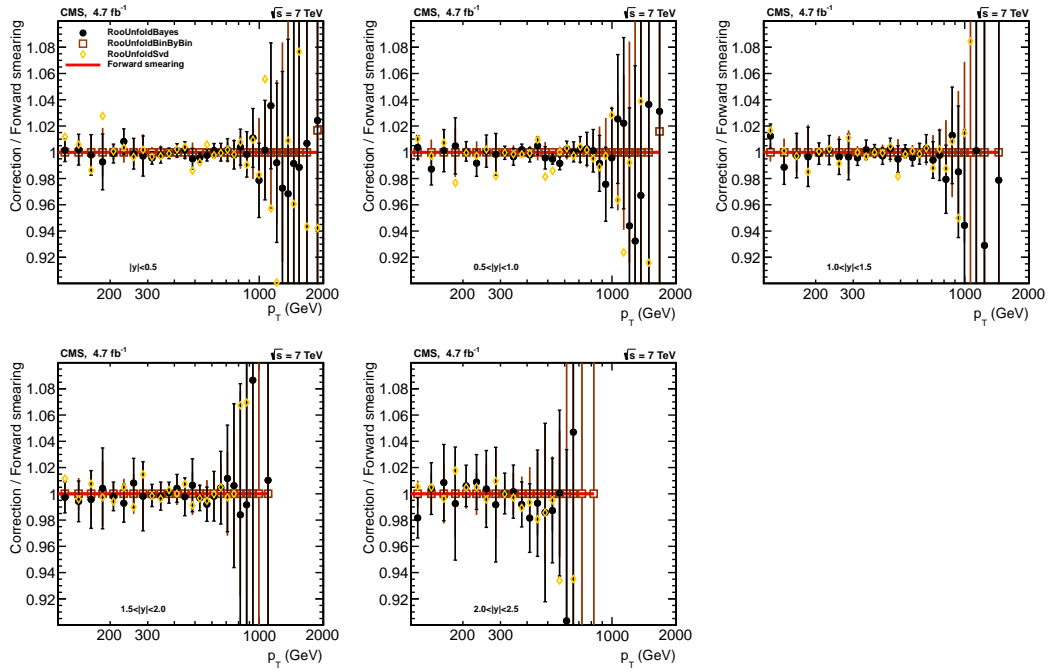 CMS, 4.7 fb⁻¹ √s = 7 TeV
RooUnfoldBayes
RooUnfoldBinByBin
RooUnfoldSvd
Forward smearing
Correction / Forward smearing
1.08
1.06
1.04
1.02
1
0.98
0.96
0.94
0.92
|y|<0.5
200 300 1000 2000
p_T (GeV)
CMS, 4.7 fb⁻¹ √s = 7 TeV
Correction / Forward smearing
1.08
1.06
1.04
1.02
1
0.98
0.96
0.94
0.92
0.5<|y|<1.0
200 300 1000 2000
p_T (GeV)
CMS, 4.7 fb⁻¹ √s = 7 TeV
Correction / Forward smearing
1.08
1.06
1.04
1.02
1
0.98
0.96
0.94
0.92
1.0<|y|<1.5
200 300 1000 2000
p_T (GeV)
CMS, 4.7 fb⁻¹ √s = 7 TeV
Correction / Forward smearing
1.08
1.06
1.04
1.02
1
0.98
0.96
0.94
0.92
1.5<|y|<2.0
200 300 1000 2000
p_T (GeV)
CMS, 4.7 fb⁻¹ √s = 7 TeV
Correction / Forward smearing
1.08
1.06
1.04
1.02
1
0.98
0.96
0.94
0.92
2.0<|y|<2.5
200 300 1000 2000
p_T (GeV)